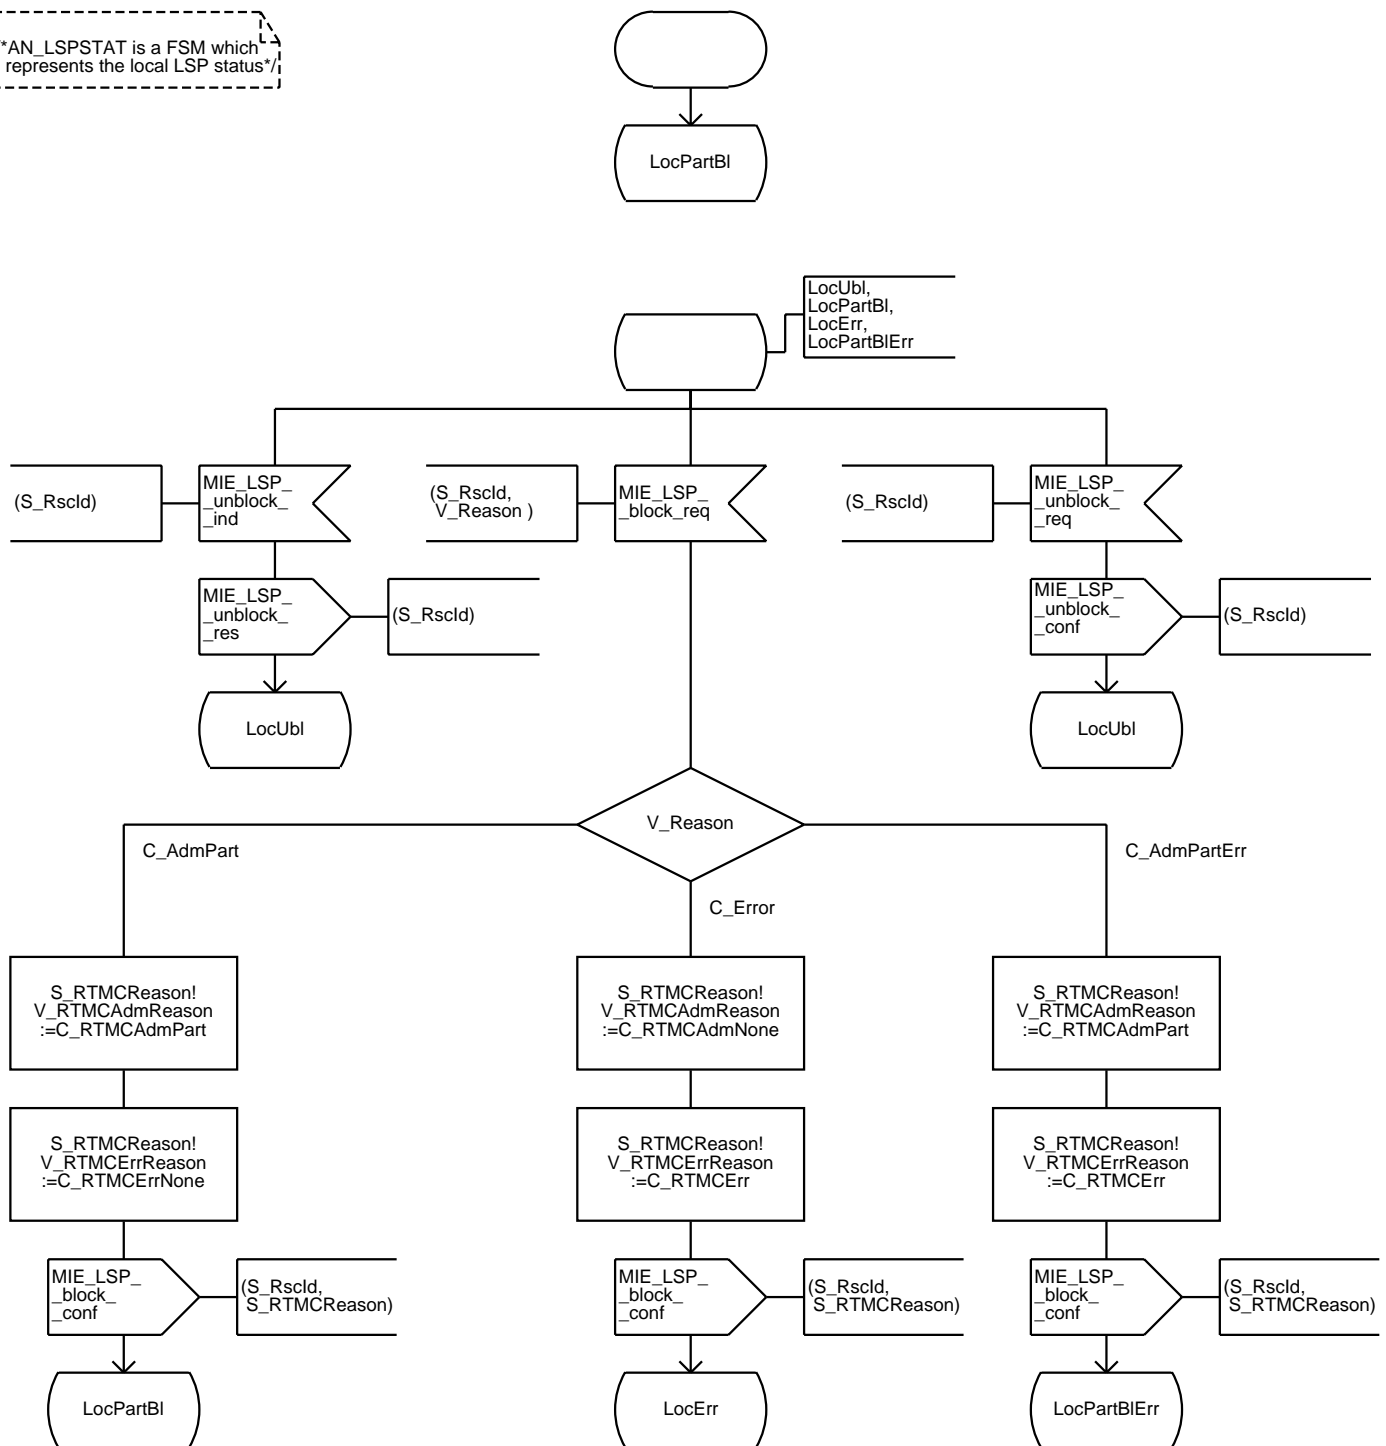 *AN_LSPSTAT is a FSM which
represents the local LSP status*/
LocPartBl
LocUbl,
LocPartBl,
LocErr,
LocPartBlErr
(S_RscId)
MIE_LSP_
_unblock_
_ind
(S_RscId,
V_Reason )
MIE_LSP_
_block_req
(S_RscId)
MIE_LSP_
_unblock_
_req
MIE_LSP_
_unblock_
_res
(S_RscId)
MIE_LSP_
_unblock_
_conf
(S_RscId)
LocUbl
LocUbl
V_Reason
C_AdmPart
C_Error
C_AdmPartErr
S_RTMCReason!
V_RTMCAdmReason
:=C_RTMCAdmPart
S_RTMCReason!
V_RTMCAdmReason
:=C_RTMCAdmNone
S_RTMCReason!
V_RTMCAdmReason
:=C_RTMCAdmPart
S_RTMCReason!
V_RTMCErrReason
:=C_RTMCErrNone
S_RTMCReason!
V_RTMCErrReason
:=C_RTMCErr
S_RTMCReason!
V_RTMCErrReason
:=C_RTMCErr
MIE_LSP_
_block_
_conf
(S_RscId,
S_RTMCReason)
MIE_LSP_
_block_
_conf
(S_RscId,
S_RTMCReason)
MIE_LSP_
_block_
_conf
(S_RscId,
S_RTMCReason)
LocPartBl
LocErr
LocPartBlErr